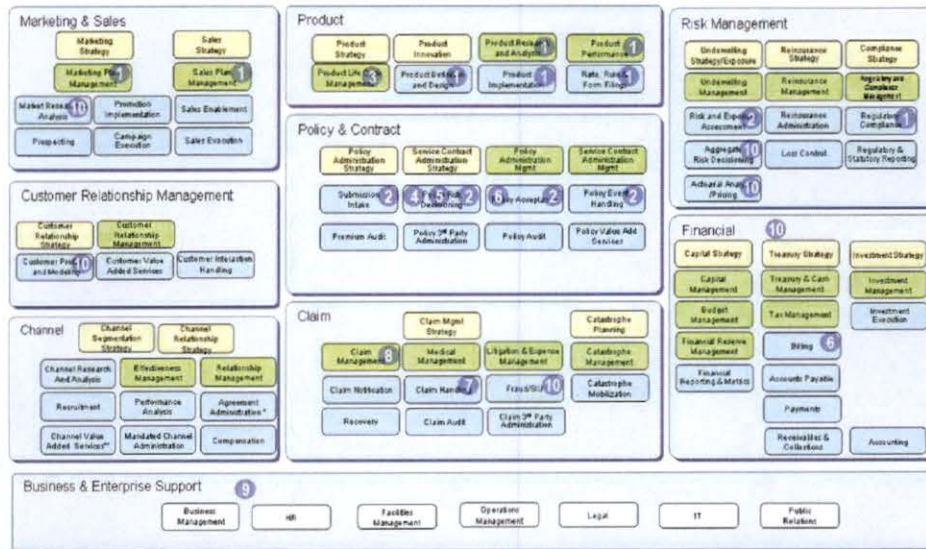 Marketing & Sales
Marketing
Strategy
Sales
Strategy
Marketing Pl
Management
1
Sales Pla
Management
1
Market Resea
Analysis
10
Promotion
Implementation
Sales Enablement
Prospecting
Campaign
Execution
Sales Execution
Customer Relationship Management
Customer
Relationship
Strategy
Customer
Relationship
Management
Customer Pro
and Modeling
10
Customer Value
Added Services
Customer Interaction
Handling
Channel
Channel
Segmentation
Strategy
Channel
Relationship
Strategy
Channel Research
And Analysis
Effectiveness
Management
Relationship
Management
Recruitment
Performance
Analysis
Agreement
Administration *
Channel Value
Added Services**
Mandated Channel
Administration
Compensation
Product
Product
Strategy
Product
Innovation
Product Resea
and Analysis
1
Product
Performance
1
Product Life
Management
3
Product Definition
and Design
1
Product
Implementation
1
Rate, Rule &
Form Filings
1
Policy & Contract
Policy
Administration
Strategy
Service Contract
Administration
Strategy
Policy
Administration
Mgmt
Service Contract
Administration
Mgmt
Submission
Intake
2
4
5
2
6
Policy Accepta
2
Policy Event
Handling
2
Premium Audit
Policy 3rd Party
Administration
Policy Audit
Policy Value Add
Services
Claim
Claim Mgmt
Strategy
Catastrophe
Planning
Claim
Management
8
Medical
Management
Litigation & Expense
Management
Catastrophe
Management
Claim Notification
Claim Handling
7
Fraud/SIU
10
Catastrophe
Mobilization
Recovery
Claim Audit
Claim 3rd Party
Administration
Risk Management
Underwriting
Strategy/Exposure
Reinsurance
Strategy
Compliance
Strategy
Underwriting
Management
Reinsurance
Management
Regulatory and
Compliance
Management
Risk and Exp
Assessment
2
Reinsurance
Administration
Regulatory
Compliance
1
Aggregate
Risk Decisioning
10
Loss Control
Regulatory &
Statutory Reporting
Actuarial Analy
/Pricing
10
Financial
10
Capital Strategy
Treasury Strategy
Investment Strategy
Capital
Management
Treasury & Cash
Management
Investment
Management
Budget
Management
Tax Management
Investment
Execution
Financial Reserve
Management
Billing
6
Financial
Reporting & Metrics
Accounts Payable
Payments
Receivables &
Collections
Accounting
Business & Enterprise Support
9
Business
Management
HR
Facilities
Management
Operations
Management
Legal
IT
Public
Relations